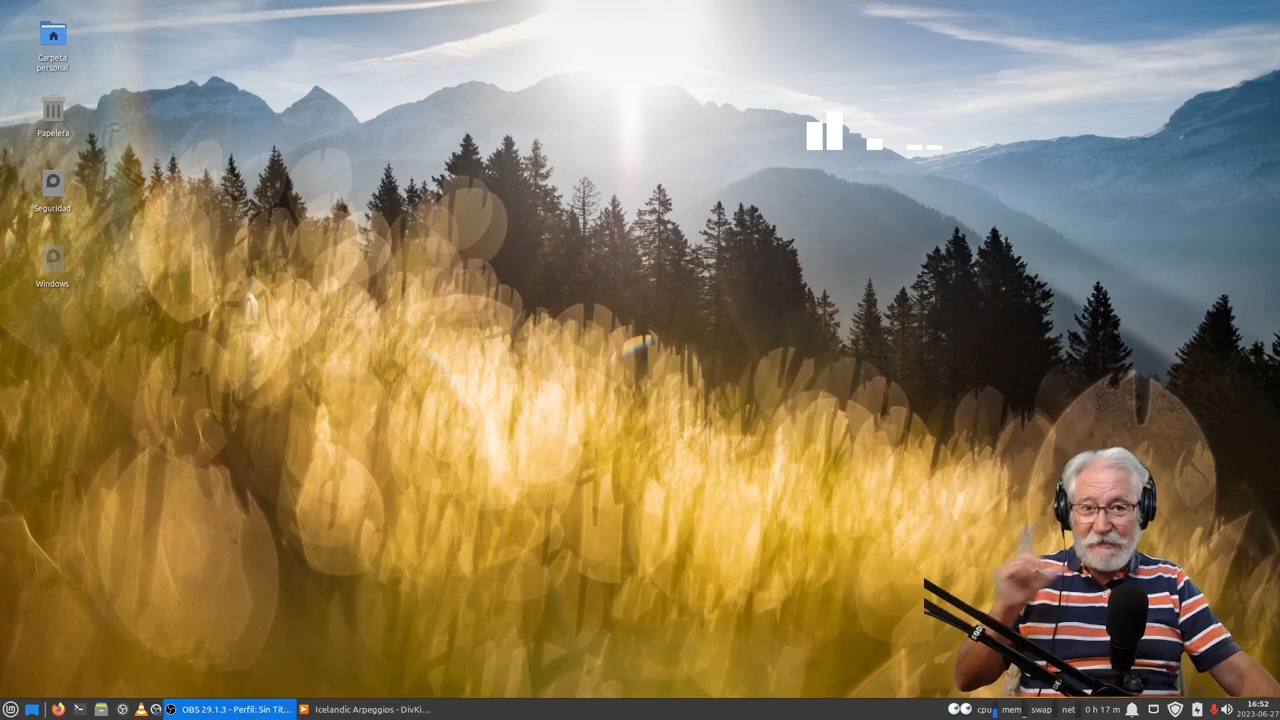 Carpeta
personal
Papelera
Seguridad
Windows
OBS 29.1.3 - Perfil: Sin Tít...
Icelandic Arpeggios - DivKi...
cpu
mem
swap
net
0 h 17 m
16:52
2023-06-27